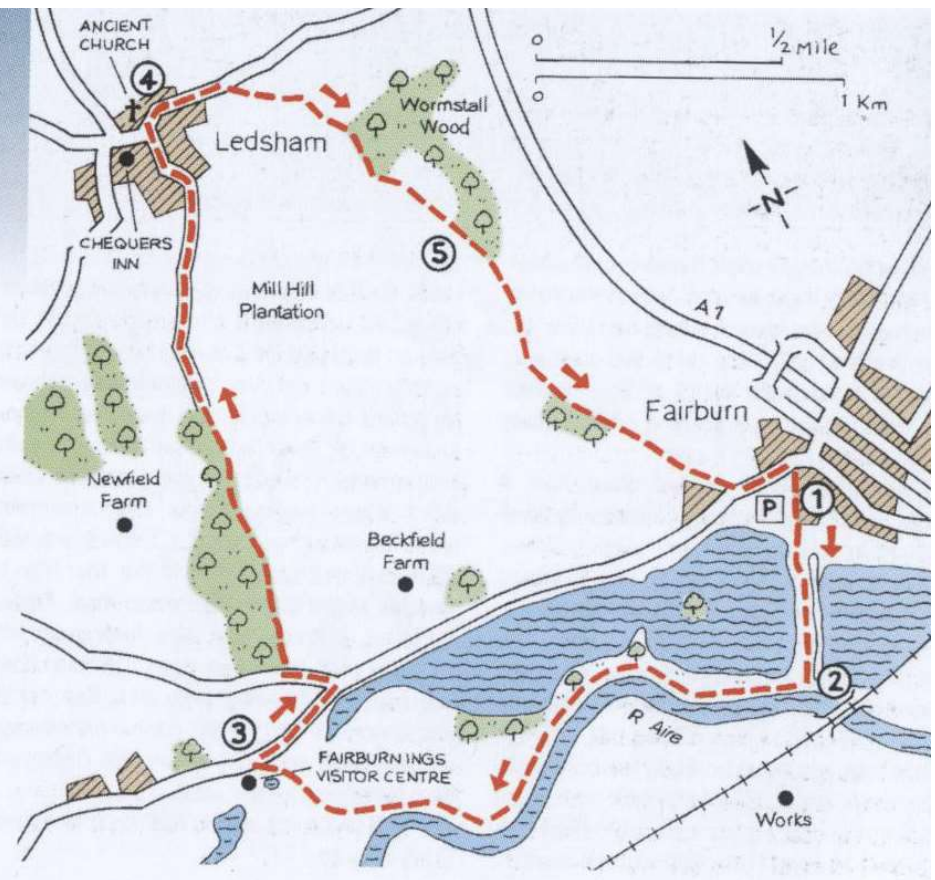 ANCIENT
CHURCH
4
½ Mile
0
0
1 Km
Wormstall
Wood
Ledsham
N
CHEQUERS
INN
5
Mill Hill
Plantation
A1
Fairburn
Newfield
Farm
P
1
Beckfield
Farm
2
R. Aire
3
FAIRBURN INGS
VISITOR CENTRE
Works